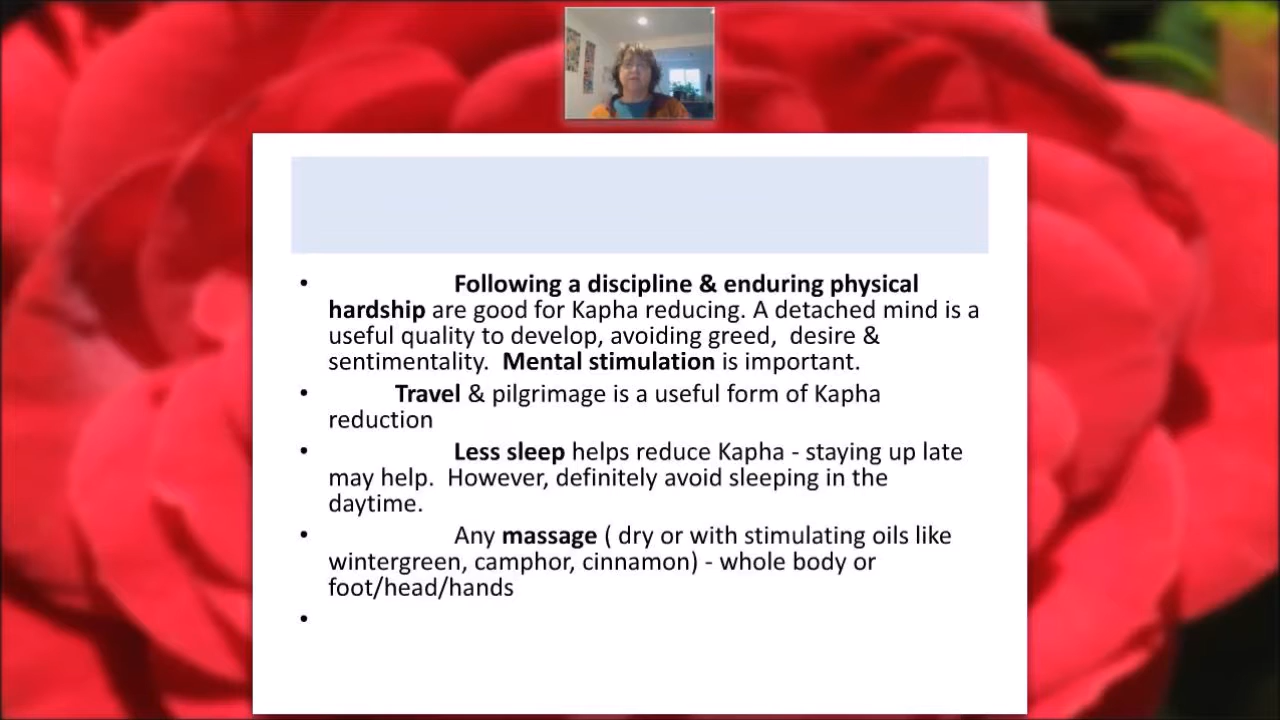 • Following a discipline & enduring physical
hardship are good for Kapha reducing. A detached mind is a
useful quality to develop, avoiding greed,  desire &
sentimentality.  Mental stimulation is important.
• Travel & pilgrimage is a useful form of Kapha
reduction
• Less sleep helps reduce Kapha - staying up late
may help.  However, definitely avoid sleeping in the
daytime.
• Any massage ( dry or with stimulating oils like
wintergreen, camphor, cinnamon) - whole body or
foot/head/hands
•